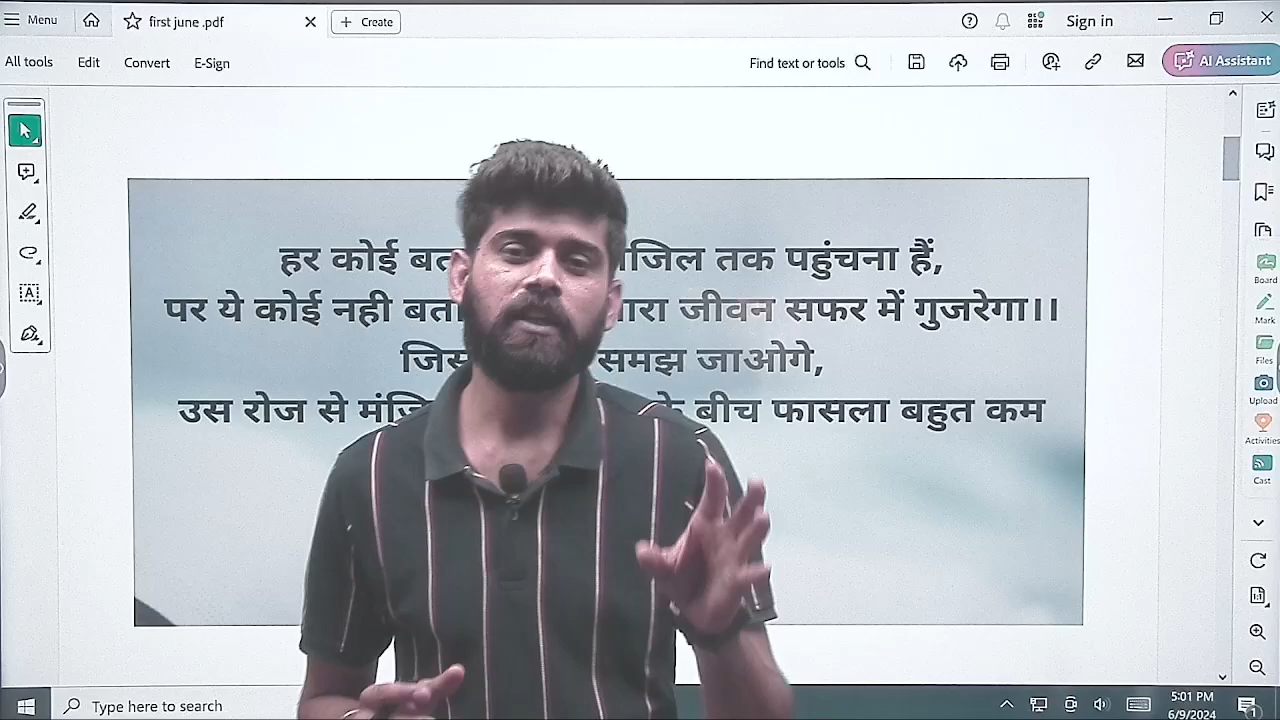 Menu
first june .pdf
Create
Sign in
All tools
Edit
Convert
E-Sign
Find text or tools
AI Assistant
हर कोई बत जिल तक पहुंचना हैं,
पर ये कोई नही बता जीवन सफर में गुजरेगा।।
जिस समझ जाओगे,
उस रोज से बीच फासला बहुत कम
Board
Mark
Files
Upload
Activities
Cast
Type here to search
5:01 PM
6/9/2024